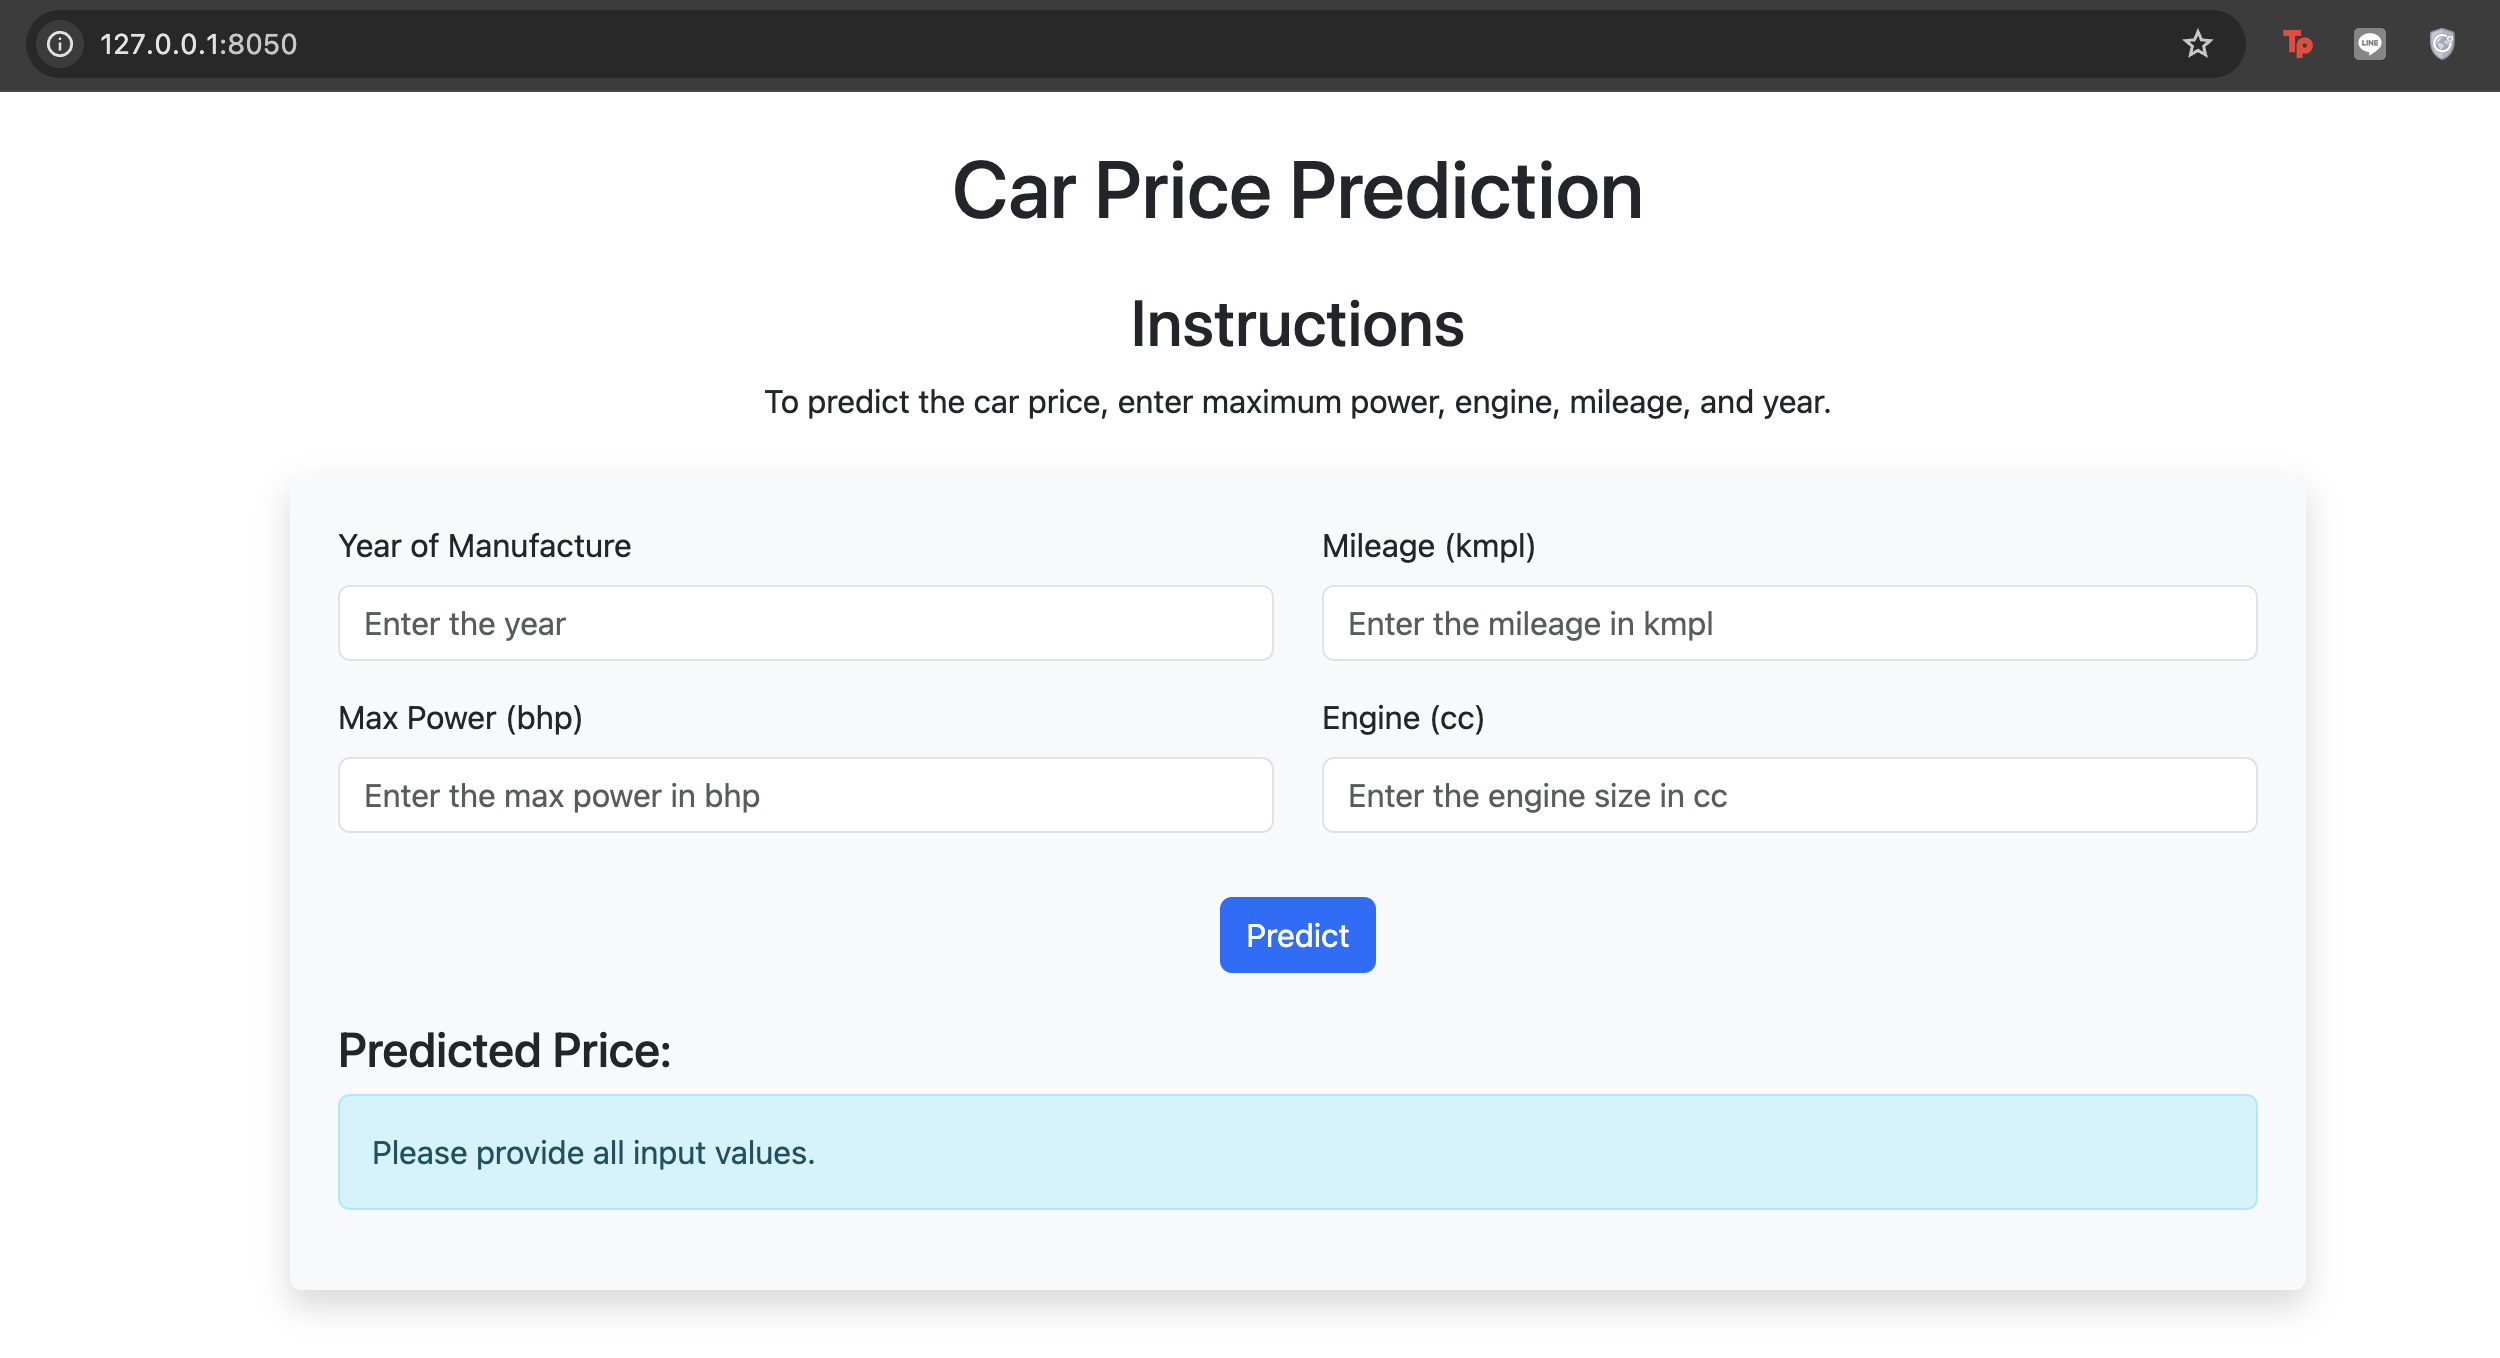 127.0.0.1:8050
Tp
LINE
Car Price Prediction
Instructions
To predict the car price, enter maximum power, engine, mileage, and year.
Year of Manufacture
Mileage (kmpl)
Enter the year
Enter the mileage in kmpl
Max Power (bhp)
Engine (cc)
Enter the max power in bhp
Enter the engine size in cc
Predict
Predicted Price:
Please provide all input values.